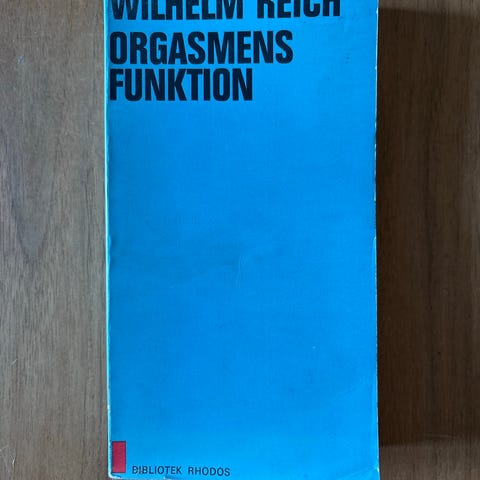 WILHELM REICH
ORGASMENS
FUNKTION
BIBLIOTEK RHODOS